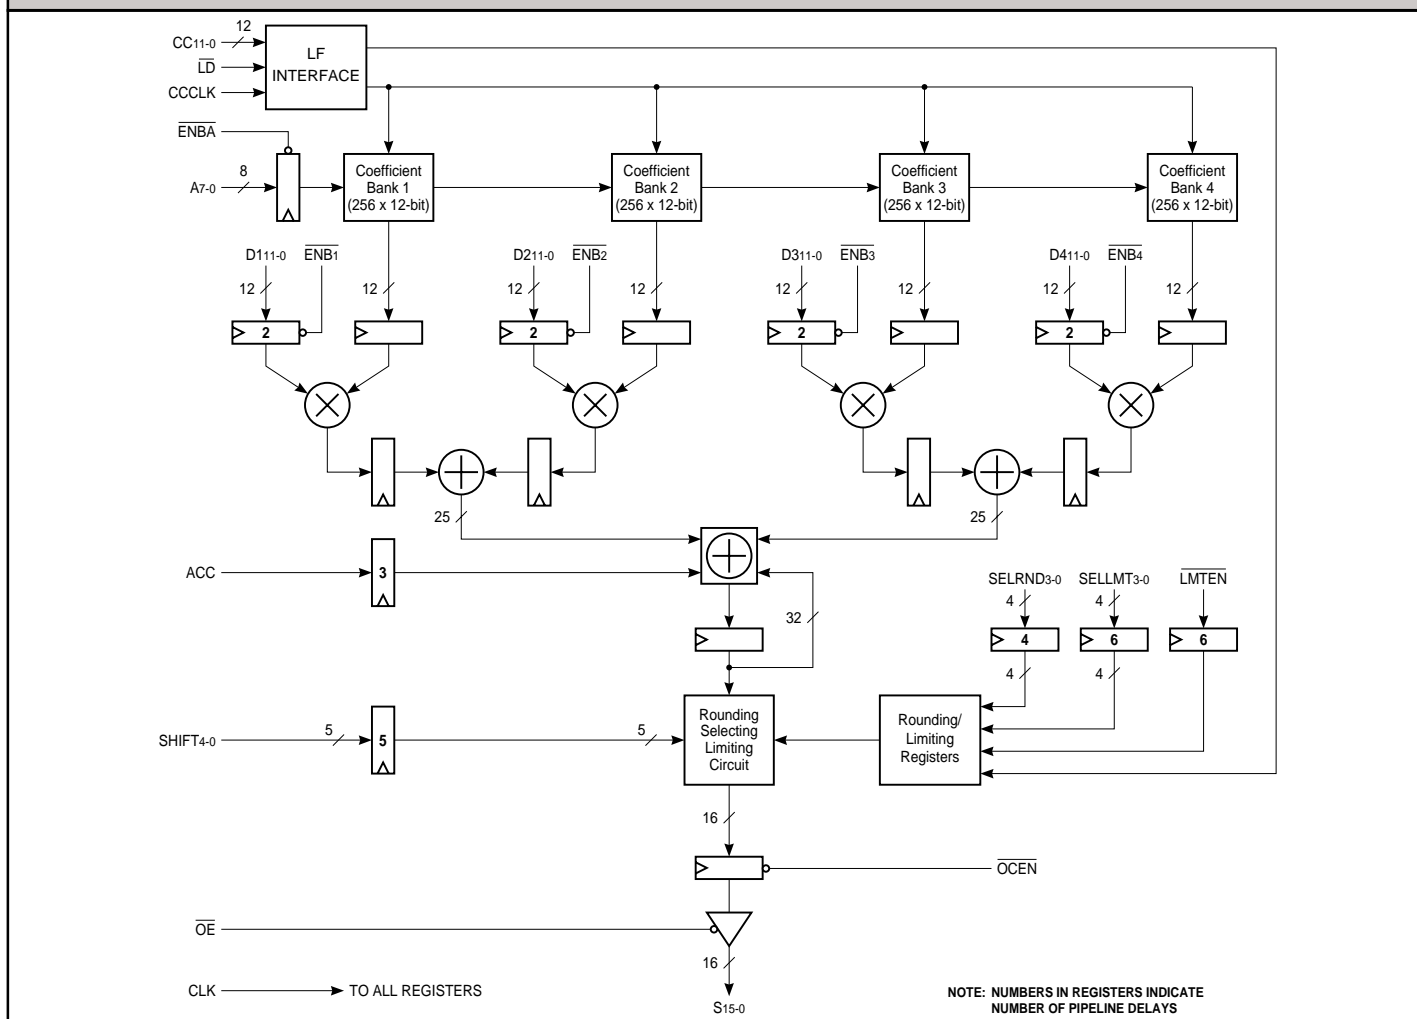 12
CC11-0
LD
CCCLK
LF
INTERFACE
ENBA
A7-0
8
Coefficient
Bank 1
(256 x 12-bit)
Coefficient
Bank 2
(256 x 12-bit)
Coefficient
Bank 3
(256 x 12-bit)
Coefficient
Bank 4
(256 x 12-bit)
D111-0 ENB1
D211-0 ENB2
D311-0 ENB3
D411-0 ENB4
12 12 12 12 12 12 12 12
2 2 2 2
25 25
ACC
3
32
SELRND3-0 SELLMT3-0 LMTEN
4 4
4 6 6
4 4
SHIFT4-0
5
5
5
Rounding
Selecting
Limiting
Circuit
Rounding/
Limiting
Registers
16
OCEN
OE
16
CLK TO ALL REGISTERS
S15-0
NOTE: NUMBERS IN REGISTERS INDICATE
NUMBER OF PIPELINE DELAYS